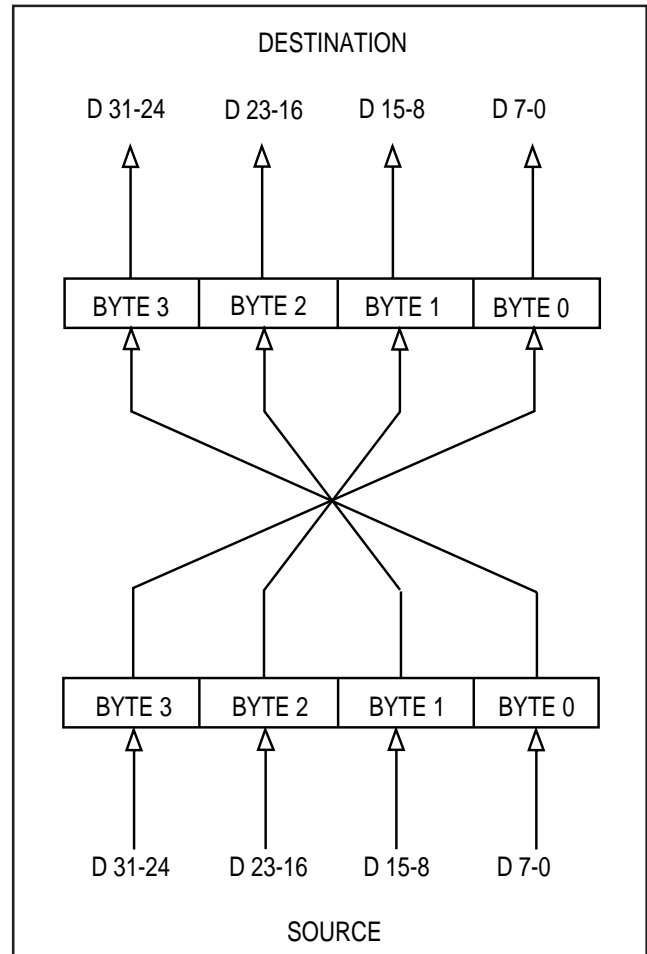 DESTINATION
D 31-24 D 23-16 D 15-8 D 7-0
BYTE 3 BYTE 2 BYTE 1 BYTE 0
BYTE 3 BYTE 2 BYTE 1 BYTE 0
D 31-24 D 23-16 D 15-8 D 7-0
SOURCE